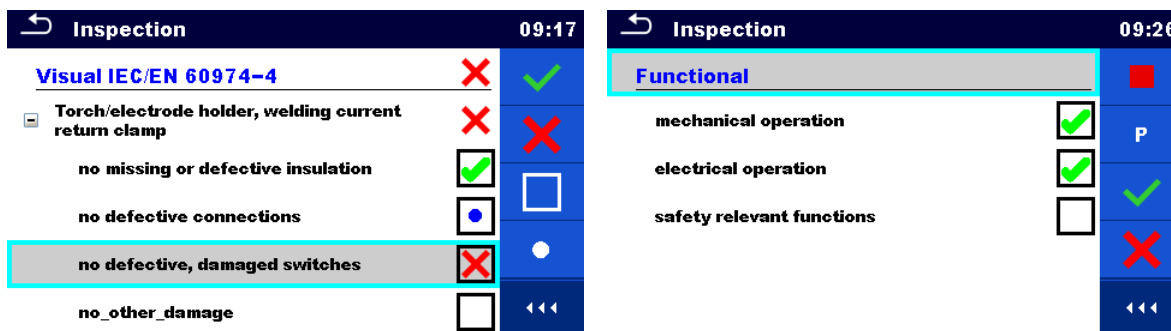 Inspection 09:17
Visual IEC/EN 60974-4
Torch/electrode holder, welding current
return clamp
no missing or defective insulation
no defective connections
no defective, damaged switches
no_other_damage
Inspection 09:26
Functional
mechanical operation
P
electrical operation
safety relevant functions